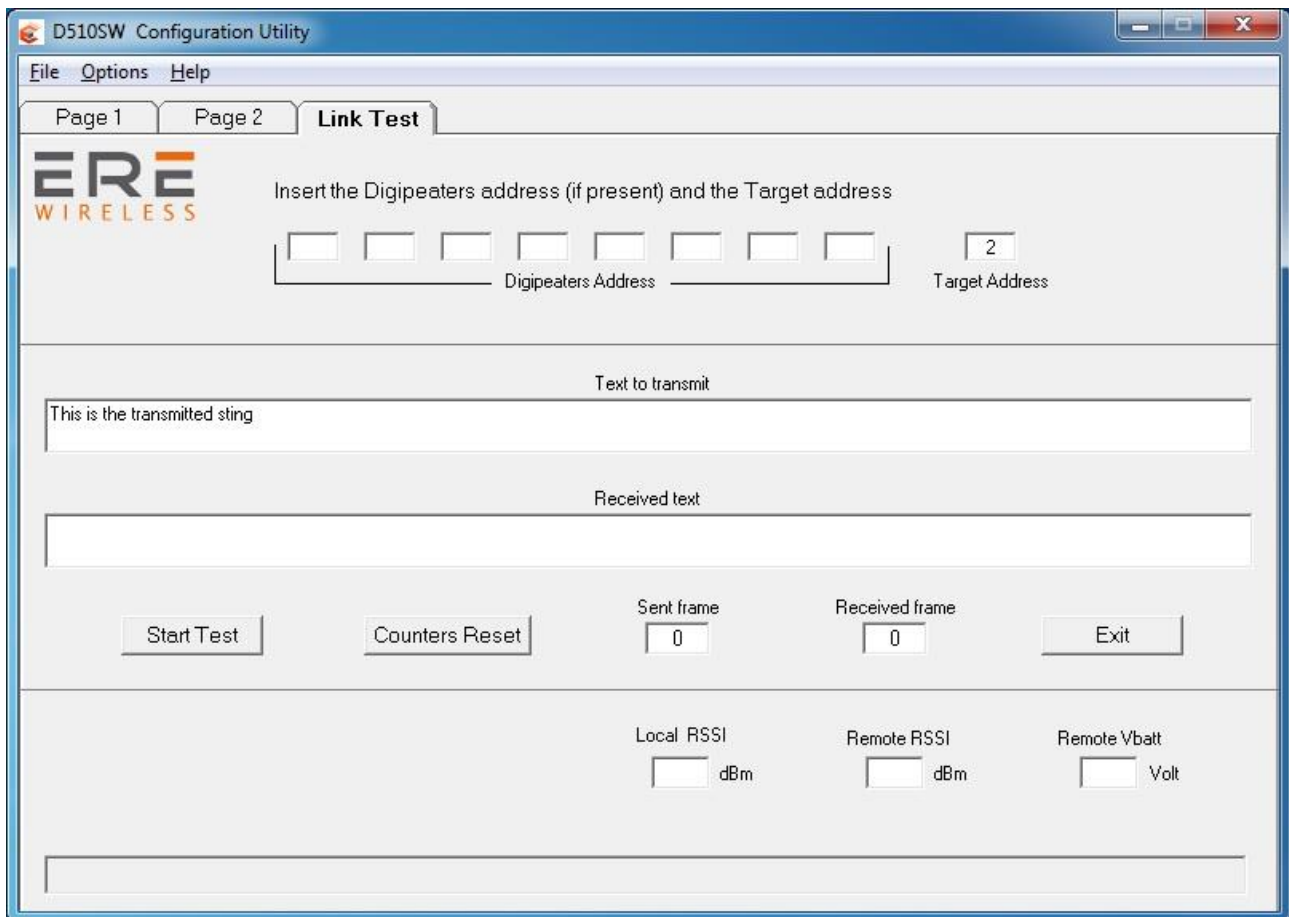 D510SW Configuration Utility
File Options Help
Page 1 Page 2 Link Test
ERE
WIRELESS
Insert the Digipeaters address (if present) and the Target address
2
Digipeaters Address Target Address
Text to transmit
This is the transmitted sting
Received text
Sent frame Received frame
Start Test Counters Reset 0 0 Exit
Local RSSI Remote RSSI Remote Vbatt
dBm dBm Volt